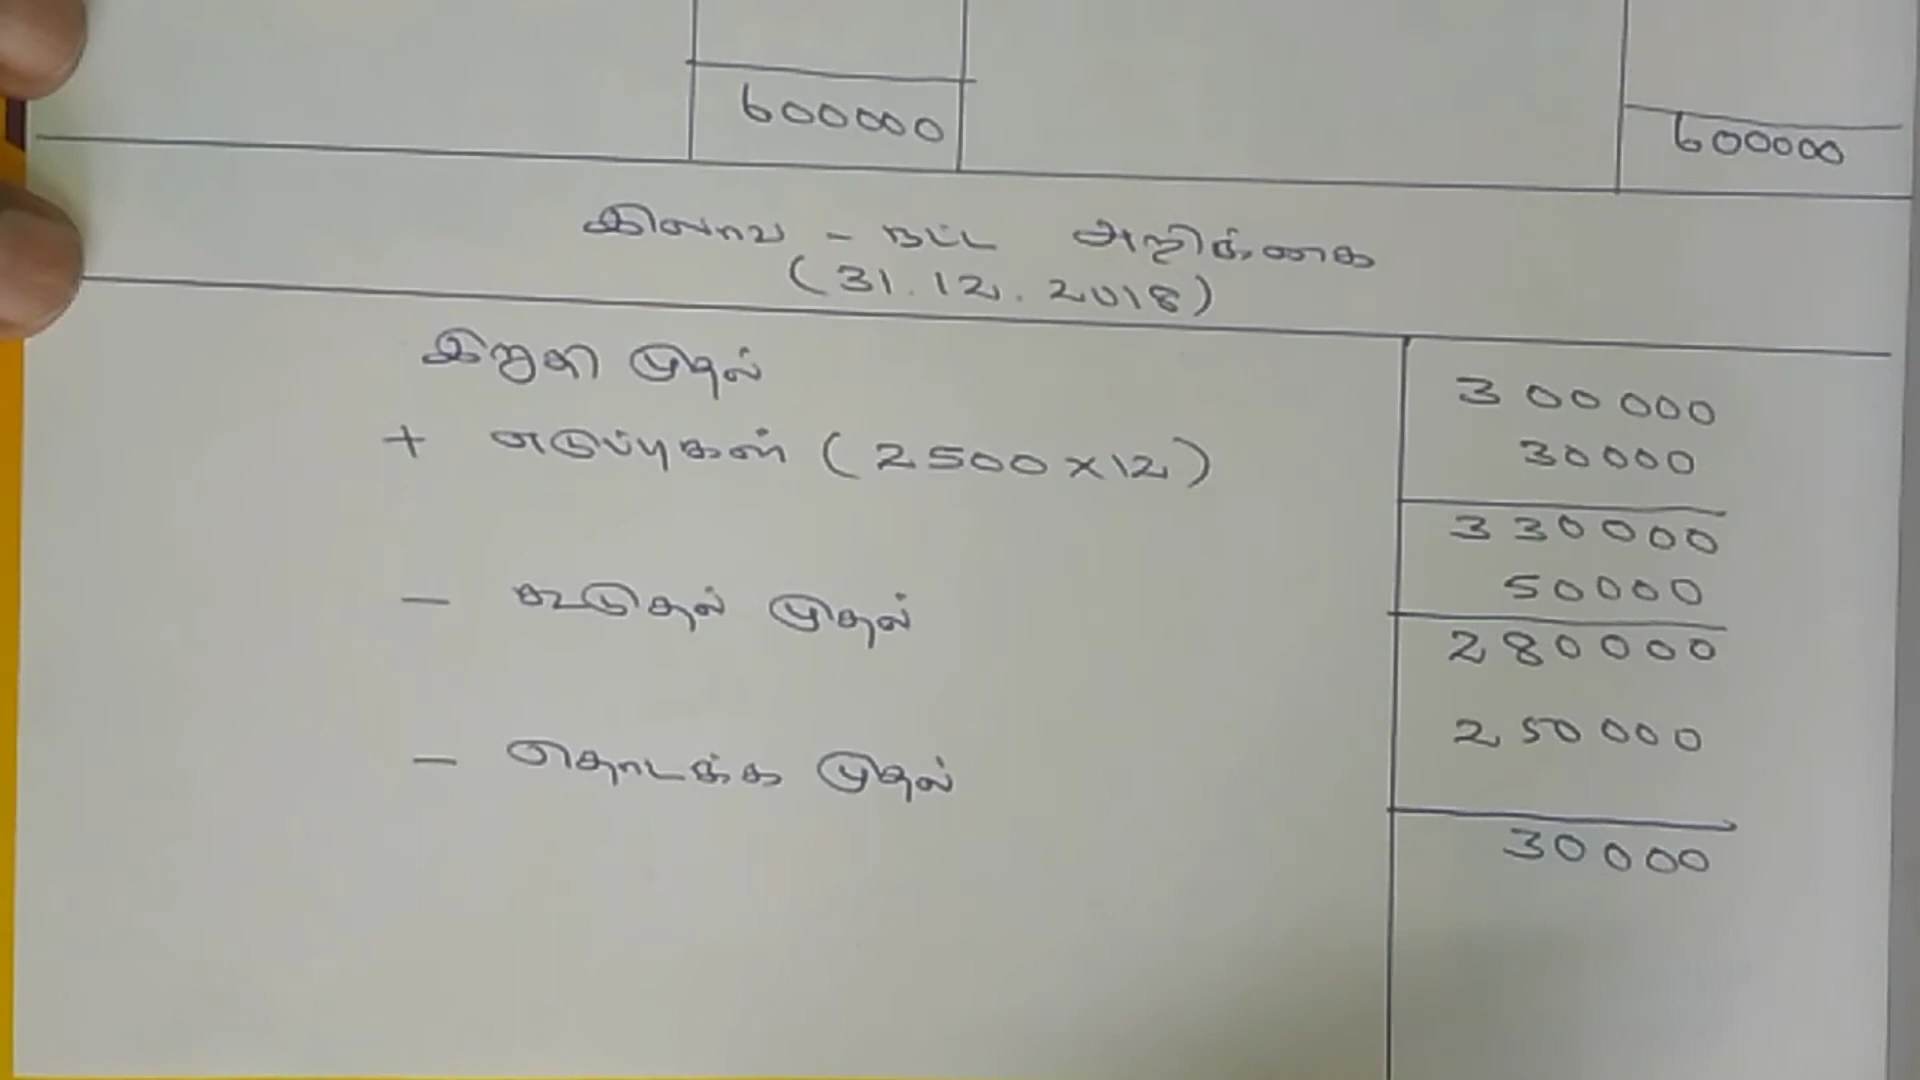 600000 600000
இலாப - நட்ட அறிக்கை
(31.12.2018)
இறுதி முதல் 300000
+ எடுப்புகள் (2500x12) 30000
330000
- கூடுதல் முதல் 50000
280000
- தொடக்க முதல் 250000
30000